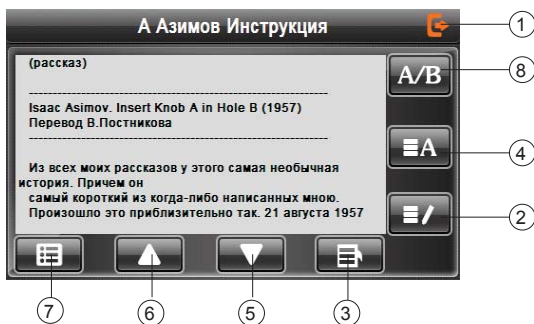 А Азимов Инструкция
1
(рассказ)
A/B
8
--------------------------------------------------------------
Isaac Asimov. Insert Knob A in Hole B (1957)
Перевод В.Постникова
--------------------------------------------------------------
A
4
Из всех моих рассказов у этого самая необычная
история. Причем он
самый короткий из когда-либо написанных мною.
Произошло это приблизительно так. 21 августа 1957
2
7
6
5
3